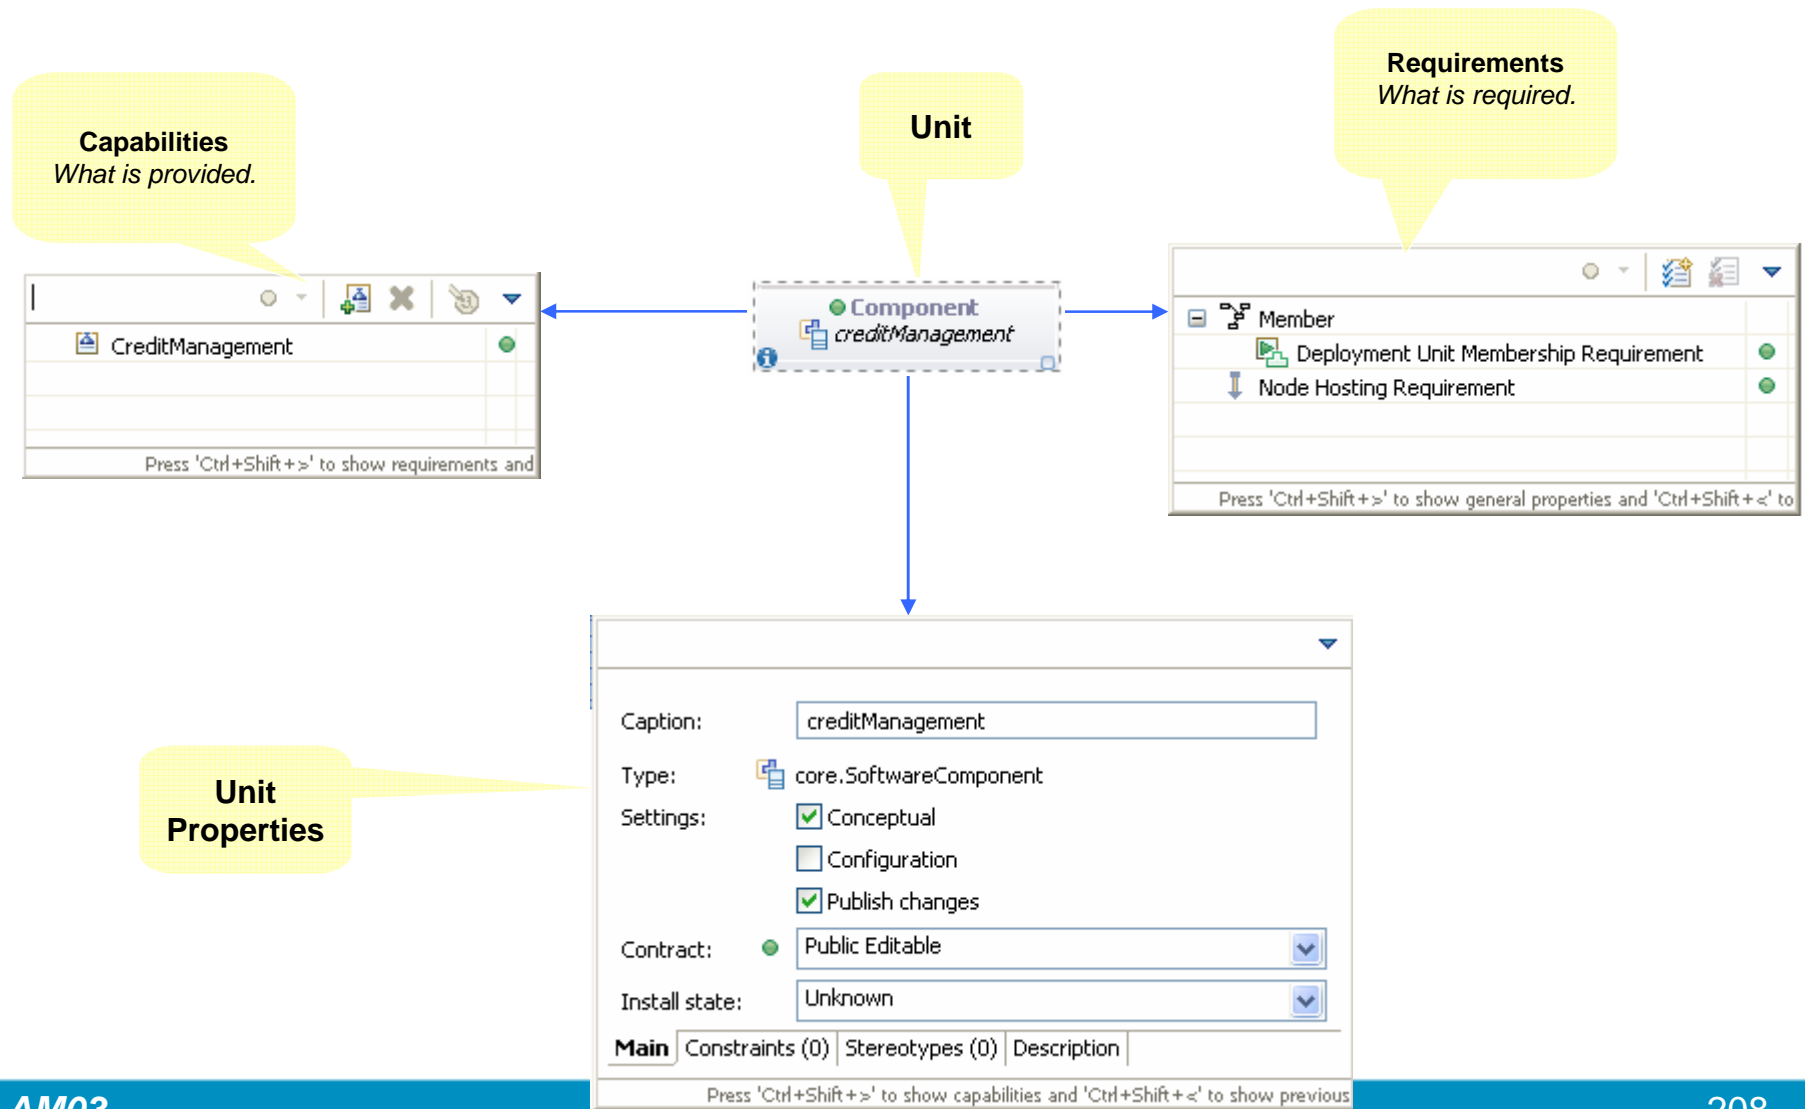 Requirements
What is required.
Capabilities
What is provided.
Unit
CreditManagement
Press 'Ctrl+Shift+>' to show requirements and
Component
creditManagement
Member
Deployment Unit Membership Requirement
Node Hosting Requirement
Press 'Ctrl+Shift+>' to show general properties and 'Ctrl+Shift+<' to
Unit
Properties
Caption: creditManagement
Type: core.SoftwareComponent
Settings: Conceptual
Configuration
Publish changes
Contract: Public Editable
Install state: Unknown
Main Constraints (0) Stereotypes (0) Description
Press 'Ctrl+Shift+>' to show capabilities and 'Ctrl+Shift+<' to show previous
AM03
208